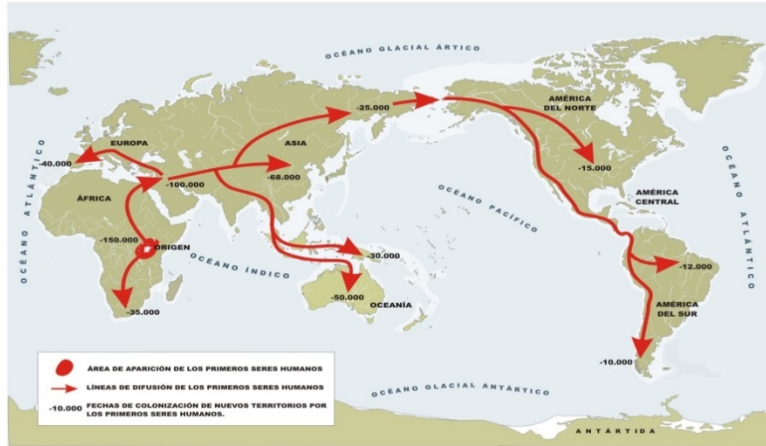 OCÉANO GLACIAL ÁRTICO
AMÉRICA
DEL NORTE
-25.000
EUROPA
ASIA
-40.000
-15.000
-100.000
-68.000
OCÉANO ATLÁNTICO
ÁFRICA
OCÉANO PACÍFICO
AMÉRICA
CENTRAL
OCÉANO ATLÁNTICO
-150.000
ORIGEN
OCÉANO ÍNDICO
-30.000
-12.000
-50.000
OCEANÍA
AMÉRICA
DEL SUR
-35.000
-10.000
ÁREA DE APARICIÓN DE LOS PRIMEROS SERES HUMANOS
LÍNEAS DE DIFUSIÓN DE LOS PRIMEROS SERES HUMANOS
-10.000 FECHAS DE COLONIZACIÓN DE NUEVOS TERRITORIOS POR
LOS PRIMEROS SERES HUMANOS.
OCÉANO GLACIAL ANTÁRTICO
ANTÁRTIDA